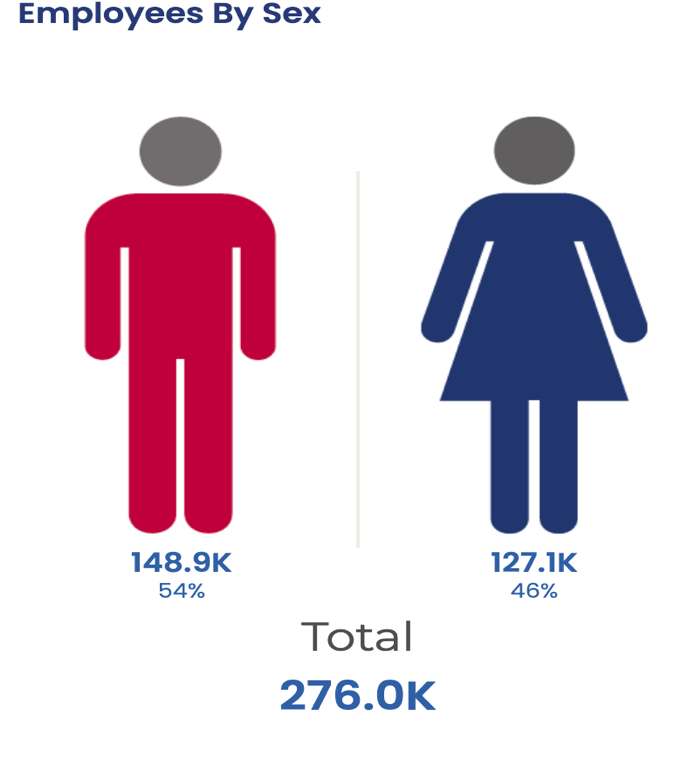 Employees By Sex
148.9K
54%
127.1K
46%
Total
276.0K